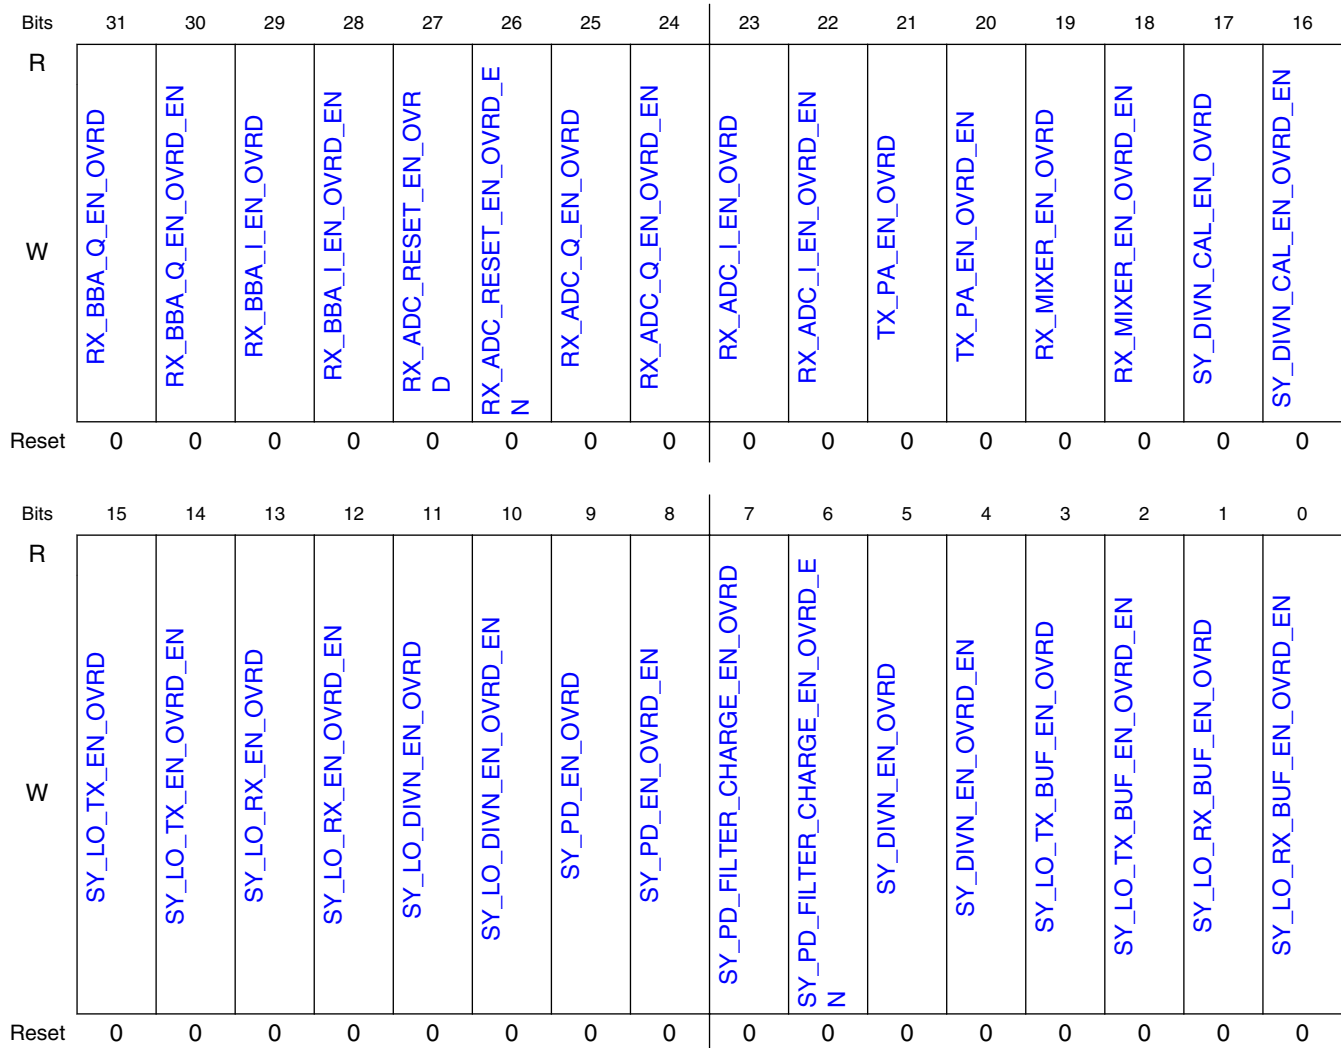 Bits 31 30 29 28 27 26 25 24 23 22 21 20 19 18 17 16
R
W
RX_BBA_Q_EN_OVRD
RX_BBA_Q_EN_OVRD_EN
RX_BBA_I_EN_OVRD
RX_BBA_I_EN_OVRD_EN
RX_ADC_RESET_EN_OVR
D
RX_ADC_RESET_EN_OVRD_E
N
RX_ADC_Q_EN_OVRD
RX_ADC_Q_EN_OVRD_EN
RX_ADC_I_EN_OVRD
RX_ADC_I_EN_OVRD_EN
TX_PA_EN_OVRD
TX_PA_EN_OVRD_EN
RX_MIXER_EN_OVRD
RX_MIXER_EN_OVRD_EN
SY_DIVN_CAL_EN_OVRD
SY_DIVN_CAL_EN_OVRD_EN
Reset 0 0 0 0 0 0 0 0 0 0 0 0 0 0 0 0
Bits 15 14 13 12 11 10 9 8 7 6 5 4 3 2 1 0
R
W
SY_LO_TX_EN_OVRD
SY_LO_TX_EN_OVRD_EN
SY_LO_RX_EN_OVRD
SY_LO_RX_EN_OVRD_EN
SY_LO_DIVN_EN_OVRD
SY_LO_DIVN_EN_OVRD_EN
SY_PD_EN_OVRD
SY_PD_EN_OVRD_EN
SY_PD_FILTER_CHARGE_EN_OVRD
SY_PD_FILTER_CHARGE_EN_OVRD_E
N
SY_DIVN_EN_OVRD
SY_DIVN_EN_OVRD_EN
SY_LO_TX_BUF_EN_OVRD
SY_LO_TX_BUF_EN_OVRD_EN
SY_LO_RX_BUF_EN_OVRD
SY_LO_RX_BUF_EN_OVRD_EN
Reset 0 0 0 0 0 0 0 0 0 0 0 0 0 0 0 0